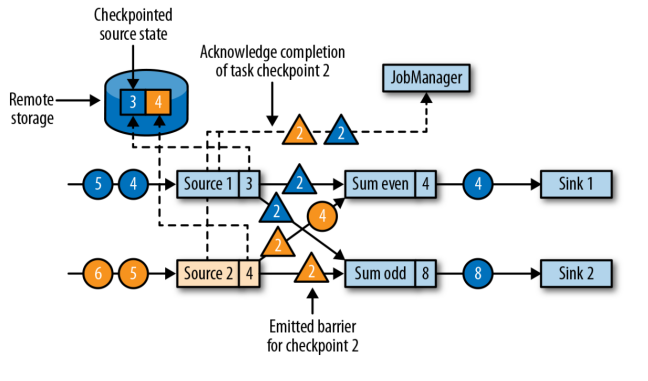 Checkpointed
source state
Acknowledge completion
of task checkpoint 2
JobManager
Remote
storage
3 4
2 2
5 4 Source 1 3 2 Sum even 4 4 Sink 1
2 4
2
6 5 Source 2 4 2 Sum odd 8 8 Sink 2
Emitted barrier
for checkpoint 2